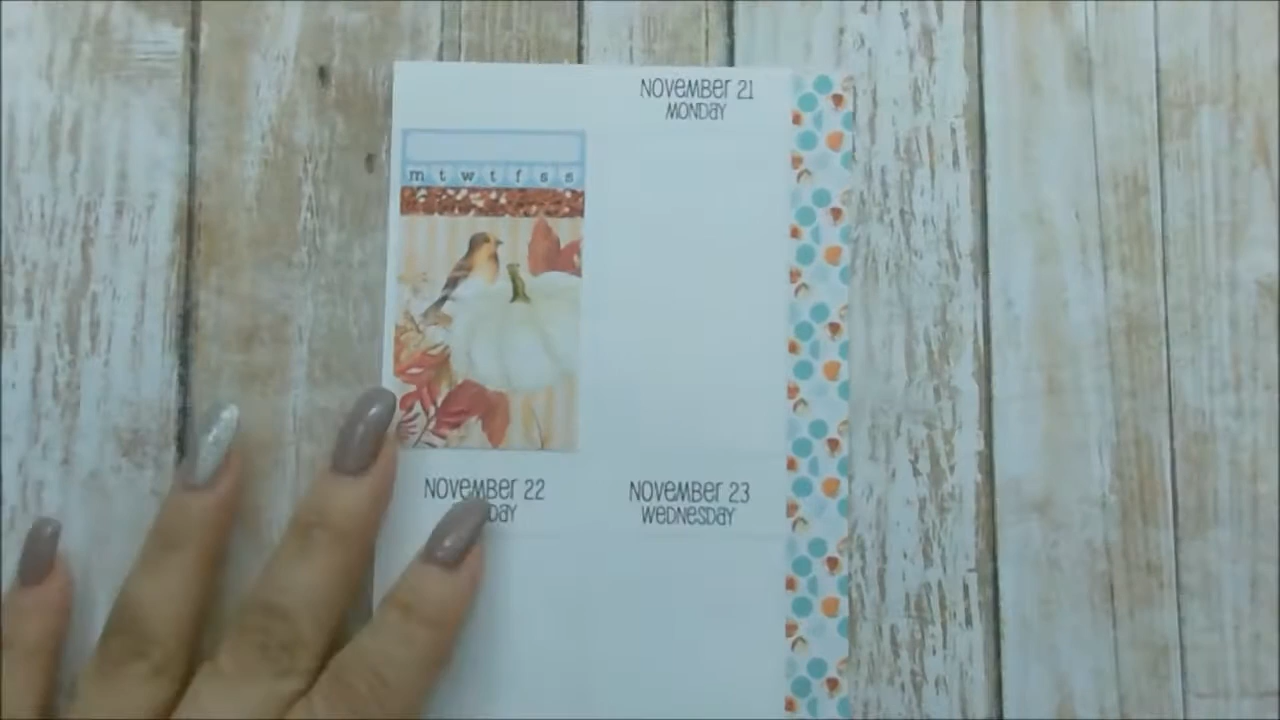 November 21
Monday
m t w t f s s
November 22
November 23
Wednesday